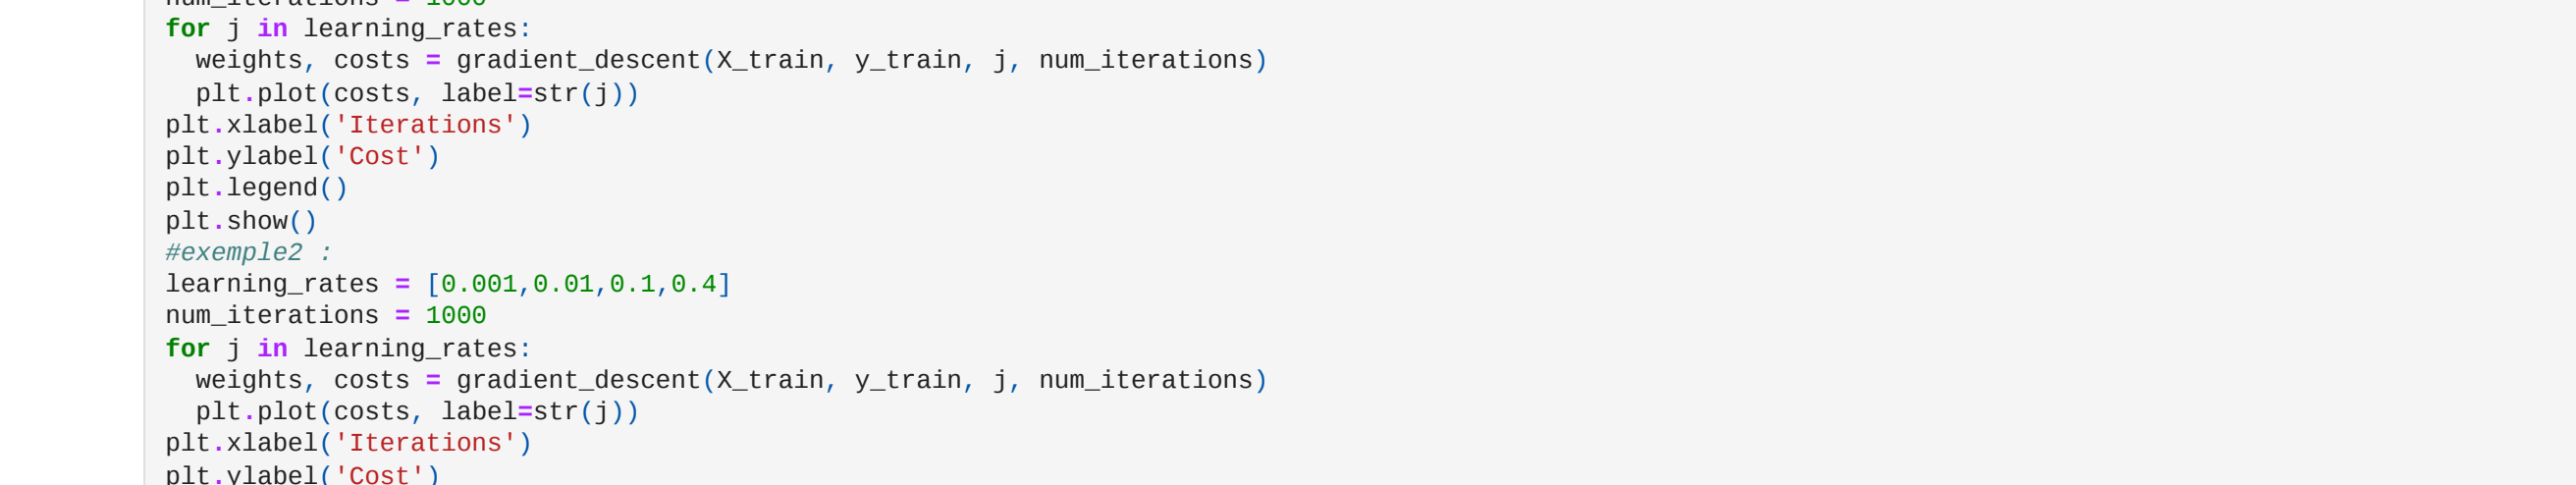 num_iterations = 1000
for j in learning_rates:
  weights, costs = gradient_descent(X_train, y_train, j, num_iterations)
  plt.plot(costs, label=str(j))
plt.xlabel('Iterations')
plt.ylabel('Cost')
plt.legend()
plt.show()
#exemple2 :
learning_rates = [0.001,0.01,0.1,0.4]
num_iterations = 1000
for j in learning_rates:
  weights, costs = gradient_descent(X_train, y_train, j, num_iterations)
  plt.plot(costs, label=str(j))
plt.xlabel('Iterations')
plt.ylabel('Cost')